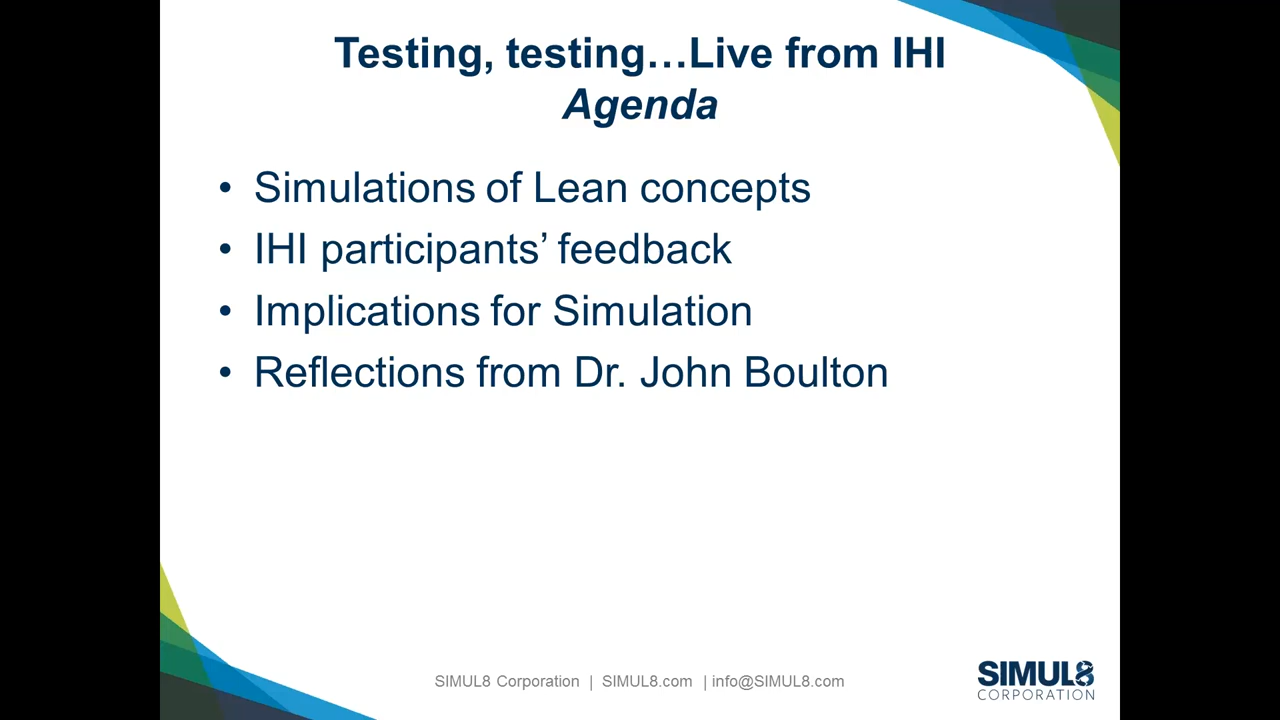 Testing, testing…Live from IHI
Agenda
• Simulations of Lean concepts
• IHI participants’ feedback
• Implications for Simulation
• Reflections from Dr. John Boulton
SIMUL8 Corporation | SIMUL8.com | info@SIMUL8.com
SIMUL8
CORPORATION